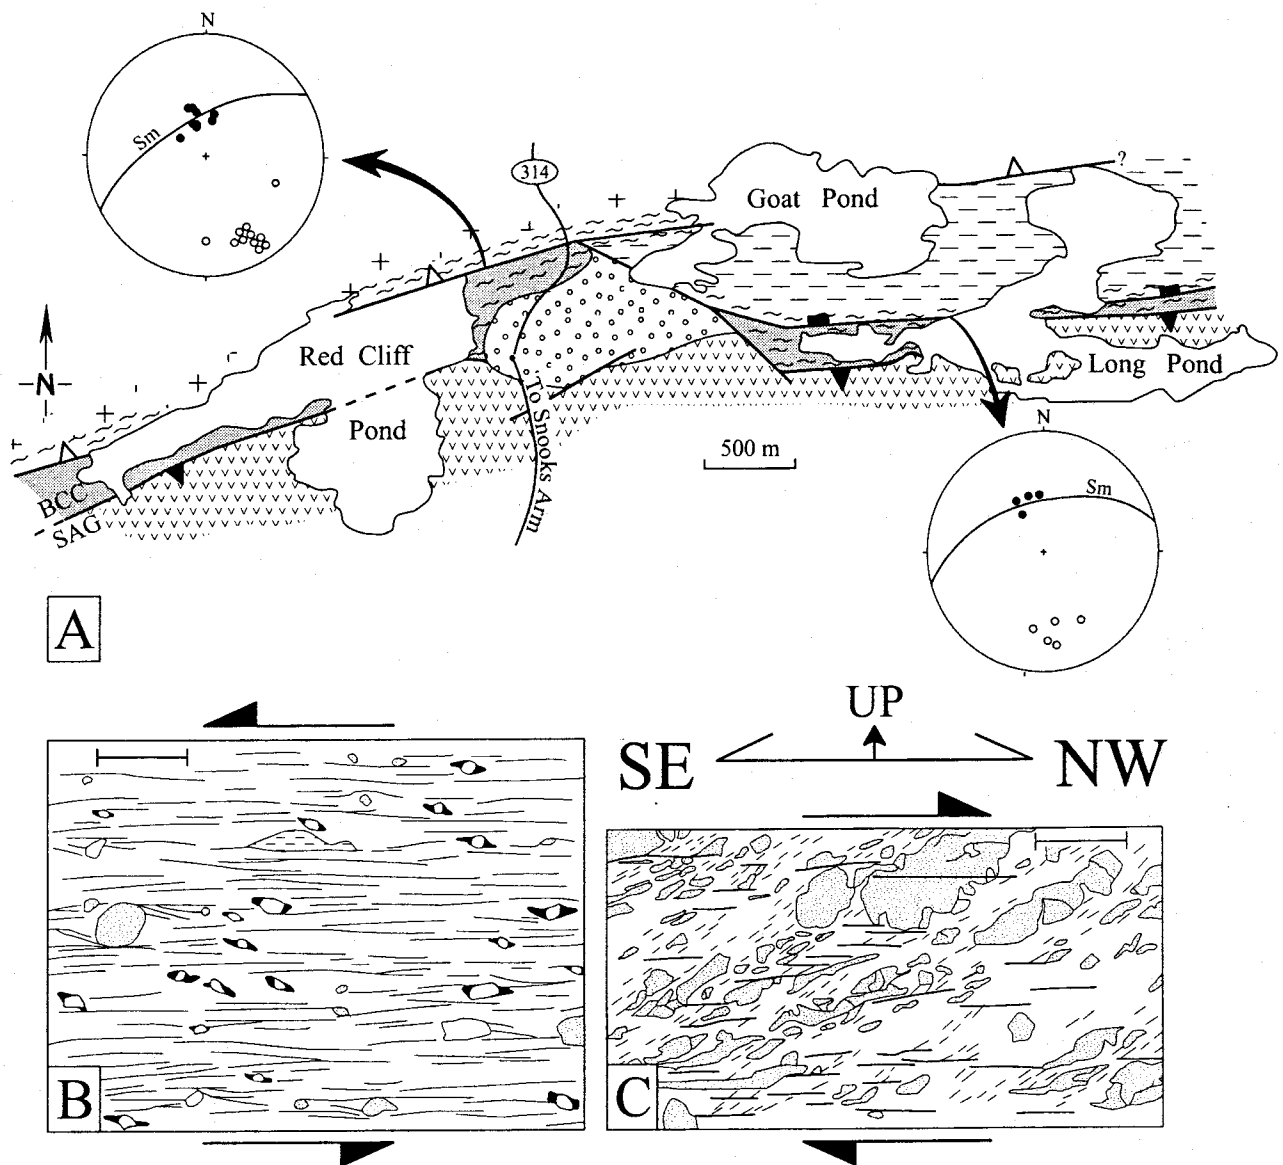 N
Sm
314
?
Goat Pond
Red Cliff
Pond
Long Pond
-N-
To Snooks Arm
500 m
BCC
SAG
N
Sm
A
UP
SE
NW
B
C